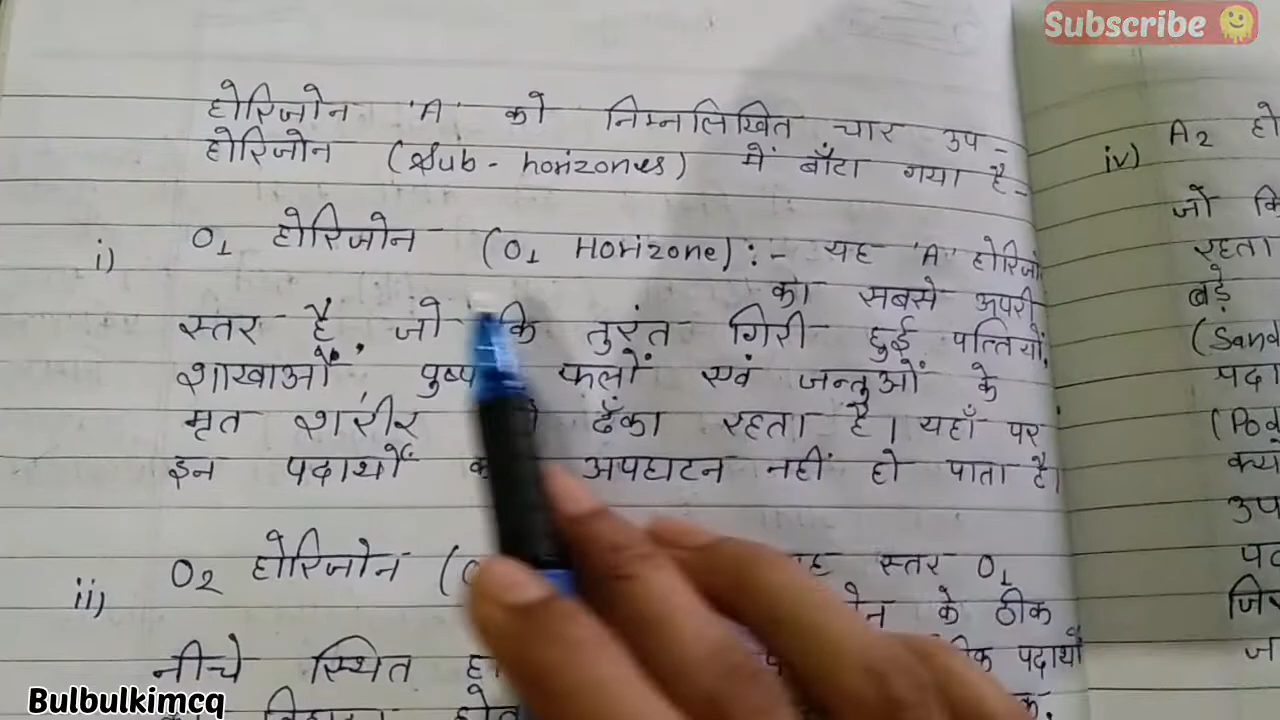 Subscribe
होरिजोन 'A' को निम्नलिखित चार उप-
होरिजोन (Sub-horizones) में बाँटा गया है-
i) O1 होरिजोन (O1 Horizone):- यह 'A' होरिजो
का सबसे ऊपरी
स्तर है, जो कि तुरंत गिरी हुई पत्तियों,
शाखाओं, पुष्प फलों एवं जन्तुओं के
मृत शरीर ढँका रहता है। यहाँ पर
इन पदार्थों अपघटन नहीं हो पाता है।
ii) O2 होरिजोन ( स्तर O1
के ठीक
नीचे स्थित पदार्थों
iv) A2 हो
जो कि
रहता
बड़े
(Sand
पदा
(Pod
क्यो
उप
पद
जि
ज
Bulbulkimcq